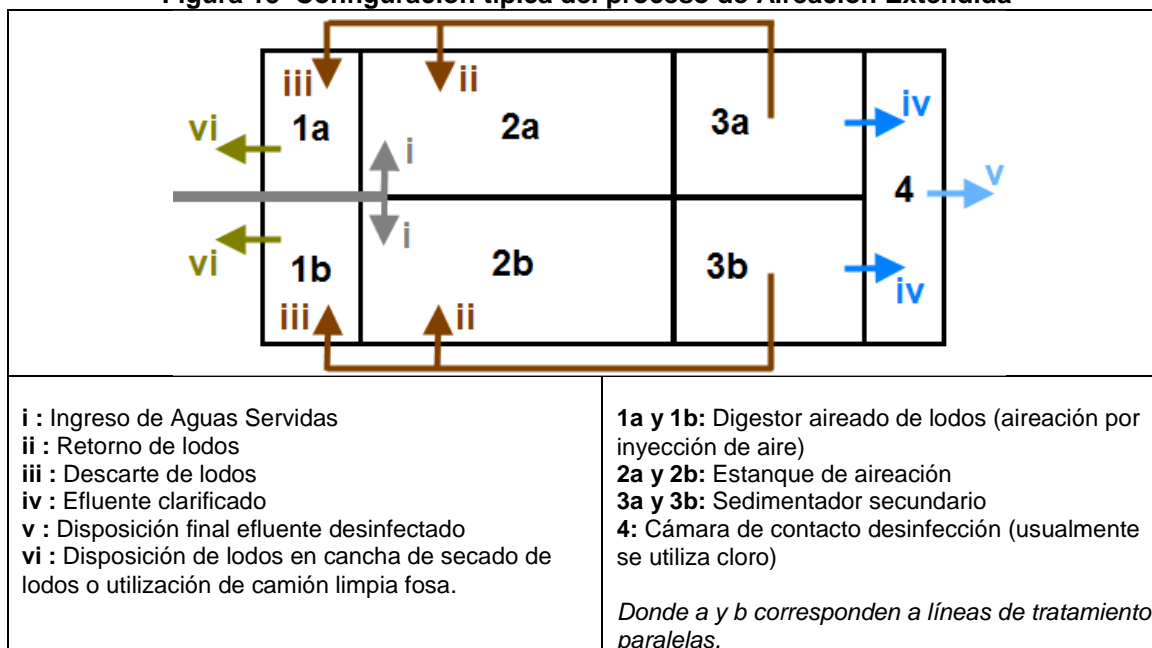 Figura 13 Configuración típica del proceso de Aireación Extendida
iii
ii
vi
1a
2a
3a
iv
i
4
v
i
vi
1b
2b
3b
iv
iii
ii
i : Ingreso de Aguas Servidas
ii : Retorno de lodos
iii : Descarte de lodos
iv : Efluente clarificado
v : Disposición final efluente desinfectado
vi : Disposición de lodos en cancha de secado de
lodos o utilización de camión limpia fosa.
1a y 1b: Digestor aireado de lodos (aireación por
inyección de aire)
2a y 2b: Estanque de aireación
3a y 3b: Sedimentador secundario
4: Cámara de contacto desinfección (usualmente
se utiliza cloro)
Donde a y b corresponden a líneas de tratamiento
paralelas.